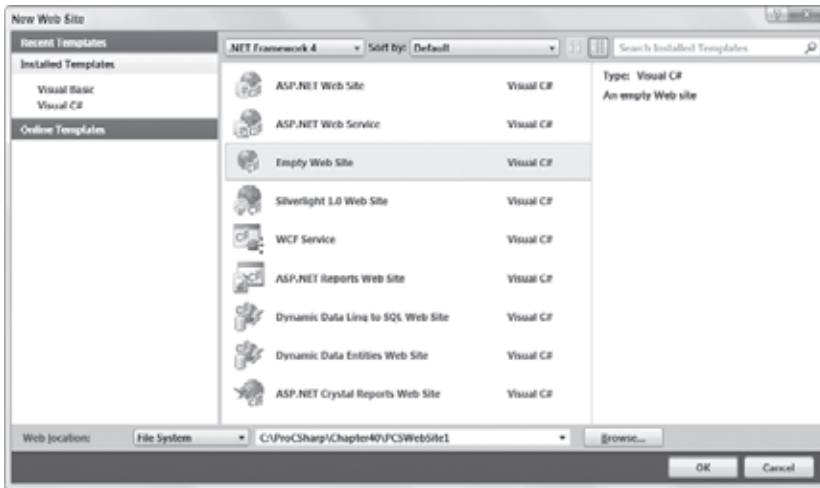 New Web Site
Recent Templates
.NET Framework 4
Sort by: Default
Search Installed Templates
Installed Templates
Visual Basic
Visual C#
Online Templates
ASP.NET Web Site Visual C#
ASP.NET Web Service Visual C#
Empty Web Site Visual C#
Silverlight 1.0 Web Site Visual C#
WCF Service Visual C#
ASP.NET Reports Web Site Visual C#
Dynamic Data Linq to SQL Web Site Visual C#
Dynamic Data Entities Web Site Visual C#
ASP.NET Crystal Reports Web Site Visual C#
Type: Visual C#
An empty Web site
Web location: File System C:\ProCSharp\Chapter40\PCSWebSite1 Browse...
OK Cancel